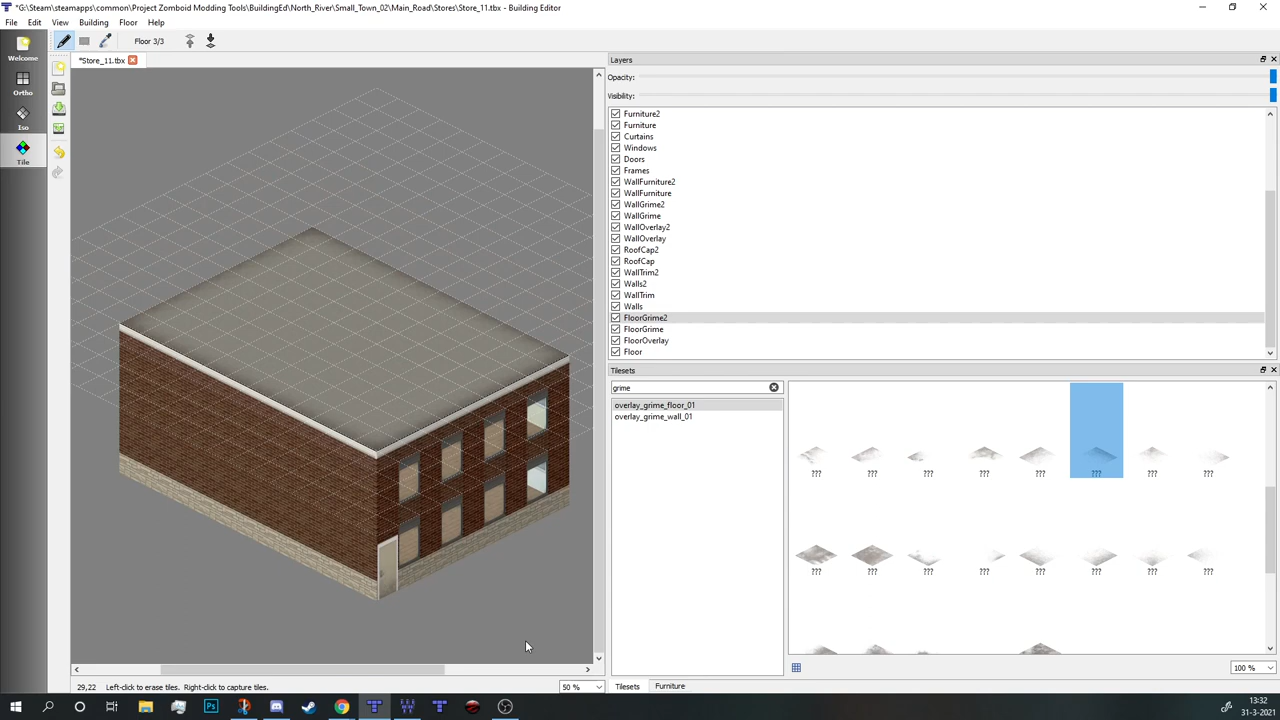 *G:\Steam\steamapps\common\Project Zomboid Modding Tools\BuildingEd\North_River\Small_Town_02\Main_Road\Stores\Store_11.tbx - Building Editor
File Edit View Building Floor Help
Floor 3/3
Welcome
Ortho
Iso
Tile
*Store_11.tbx
Layers
Opacity:
Visibility:
Furniture2
Furniture
Curtains
Windows
Doors
Frames
WallFurniture2
WallFurniture
WallGrime2
WallGrime
WallOverlay2
WallOverlay
RoofCap2
RoofCap
WallTrim2
Walls2
WallTrim
Walls
FloorGrime2
FloorGrime
FloorOverlay
Floor
Tilesets
grime
overlay_grime_floor_01
overlay_grime_wall_01
??? ??? ??? ??? ??? ??? ??? ???
??? ??? ??? ??? ??? ??? ??? ???
100 %
29,22 Left-click to erase tiles. Right-click to capture tiles.
50 %
Tilesets Furniture
Ps
13:32
31-3-2021